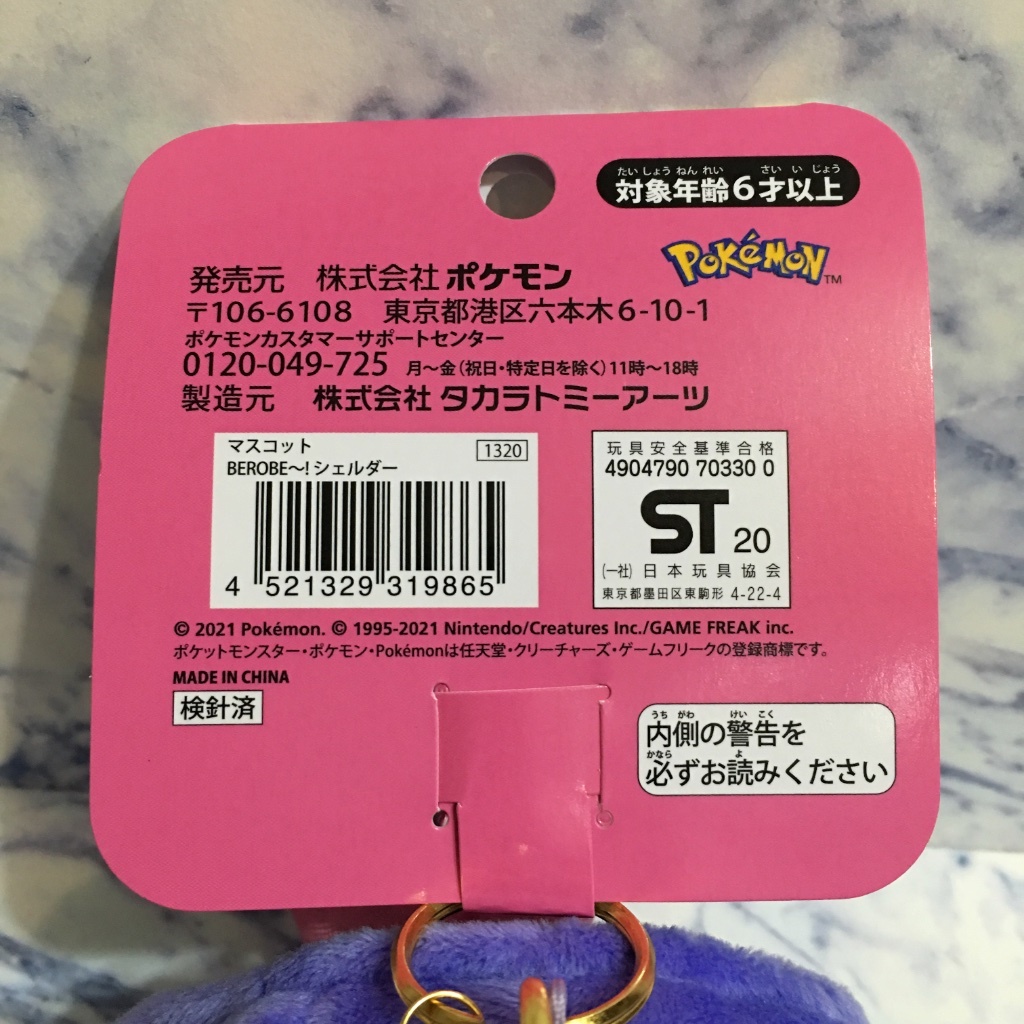 たいしょうねんれい さいいじょう
対象年齢6才以上
POKéMON™
発売元 株式会社 ポケモン
〒106-6108 東京都港区六本木6-10-1
ポケモンカスタマーサポートセンター
0120-049-725 月～金(祝日・特定日を除く)11時～18時
製造元 株式会社 タカラトミーアーツ
マスコット 1320
BEROBE～! シェルダー
4 521329 319865
玩具安全基準合格
4904790 70330 0
ST 20
(一社) 日本玩具協会
東京都墨田区東駒形 4-22-4
© 2021 Pokémon. © 1995-2021 Nintendo/Creatures Inc./GAME FREAK inc.
ポケットモンスター・ポケモン・Pokémonは任天堂・クリーチャーズ・ゲームフリークの登録商標です。
MADE IN CHINA
検針済
うちがわ けいこく
内側の警告を
かなら よ
必ずお読みください